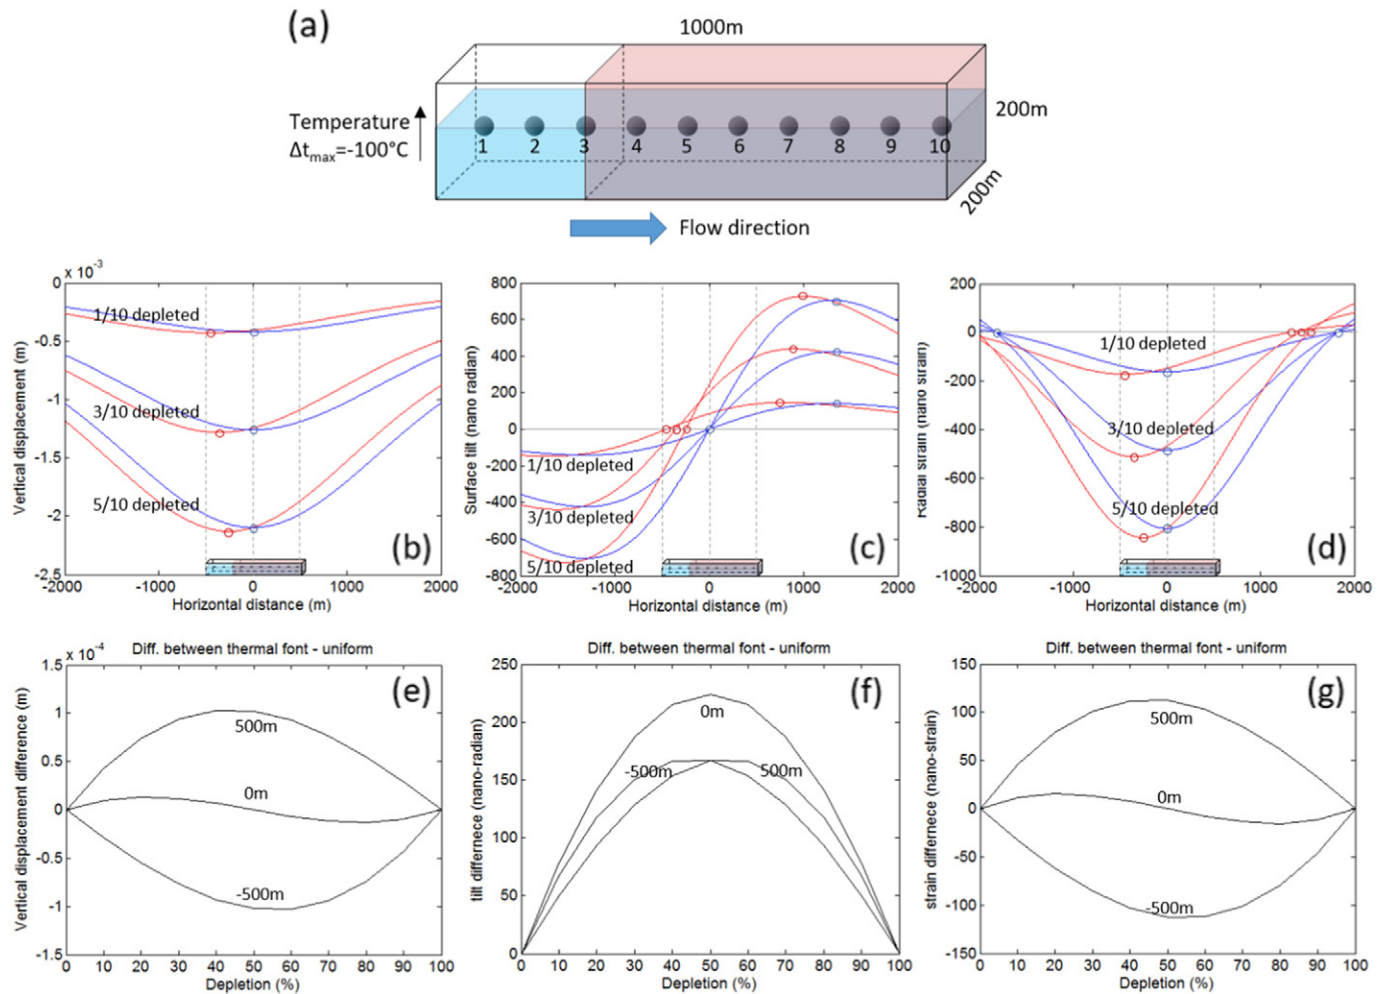 (a)
1000m
Temperature
Δtmax=-100°C
1 2 3 4 5 6 7 8 9 10
200m
200m
Flow direction
x 10-3
0
-0.5
-1
-1.5
-2
-2.5
Vertical displacement (m)
1/10 depleted
3/10 depleted
5/10 depleted
(b)
-2000 -1000 0 1000 2000
Horizontal distance (m)
800
600
400
200
0
-200
-400
-600
-800
Surface tilt (nano radian)
1/10 depleted
3/10 depleted
5/10 depleted
(c)
-2000 -1000 0 1000 2000
Horizontal distance (m)
200
0
-200
-400
-600
-800
-1000
Radial strain (nano strain)
1/10 depleted
3/10 depleted
5/10 depleted
(d)
-2000 -1000 0 1000 2000
Horizontal distance (m)
Diff. between thermal font - uniform
x 10-4
1.5
1
0.5
0
-0.5
-1
-1.5
Vertical displacement difference (m)
(e)
500m
0m
-500m
0 10 20 30 40 50 60 70 80 90 100
Depletion (%)
Diff. between thermal font - uniform
250
200
150
100
50
0
tilt differnece (nano-radian)
(f)
0m
-500m 500m
0 10 20 30 40 50 60 70 80 90 100
Depletion (%)
Diff. between thermal font - uniform
150
100
50
0
-50
-100
-150
strain differnece (nano-strain)
(g)
500m
0m
-500m
0 10 20 30 40 50 60 70 80 90 100
Depletion (%)